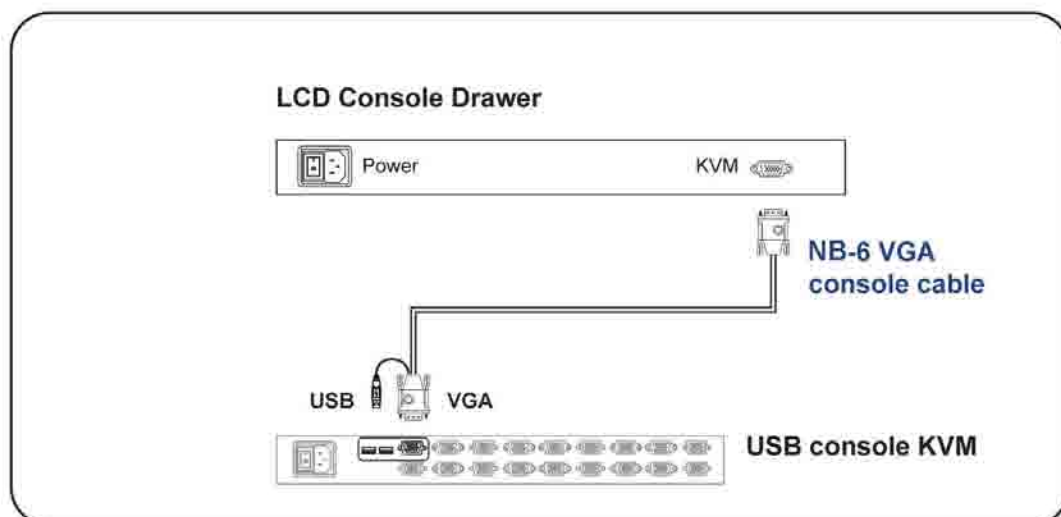 LCD Console Drawer
Power
KVM
NB-6 VGA
console cable
USB
VGA
USB console KVM